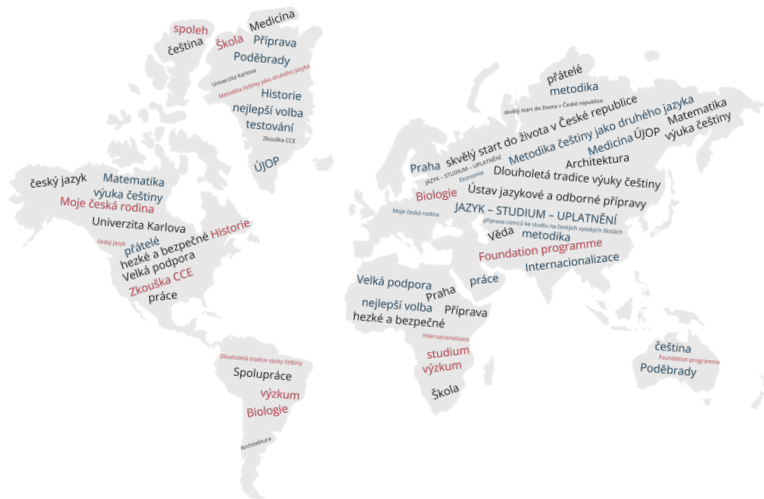 spoleh
čeština
Škola
Medicína
Příprava
Poděbrady
Univerzita Karlova
Metodika češtiny jako druhého jazyka
Historie
nejlepší volba
testování
Zkouška CCE
ÚJOP
český jazyk
Matematika
výuka češtiny
Moje česká rodina
Univerzita Karlova
český jazyk
přátelé
hezké a bezpečné
Historie
Velká podpora
Zkouška CCE
práce
Dlouholetá tradice výuky češtiny
Spolupráce
výzkum
Biologie
Architektura
přátelé
metodika
skvělý start do života v České republice
Praha
skvělý start do života v České republice
JAZYK – STUDIUM – UPLATNĚNÍ
Ekonomie
Metodika češtiny jako druhého jazyka
Medicína
ÚJOP
Matematika
výuka češtiny
Architektura
Dlouholetá tradice výuky češtiny
Biologie
Ústav jazykové a odborné přípravy
Moje česká rodina
JAZYK – STUDIUM – UPLATNĚNÍ
příprava cizinců ke studiu na českých vysokých školách
Věda
metodika
Foundation programme
Internacionalizace
Velká podpora
Praha
práce
nejlepší volba
Příprava
hezké a bezpečné
Internacionalizace
studium
výzkum
Škola
čeština
Foundation programme
Poděbrady